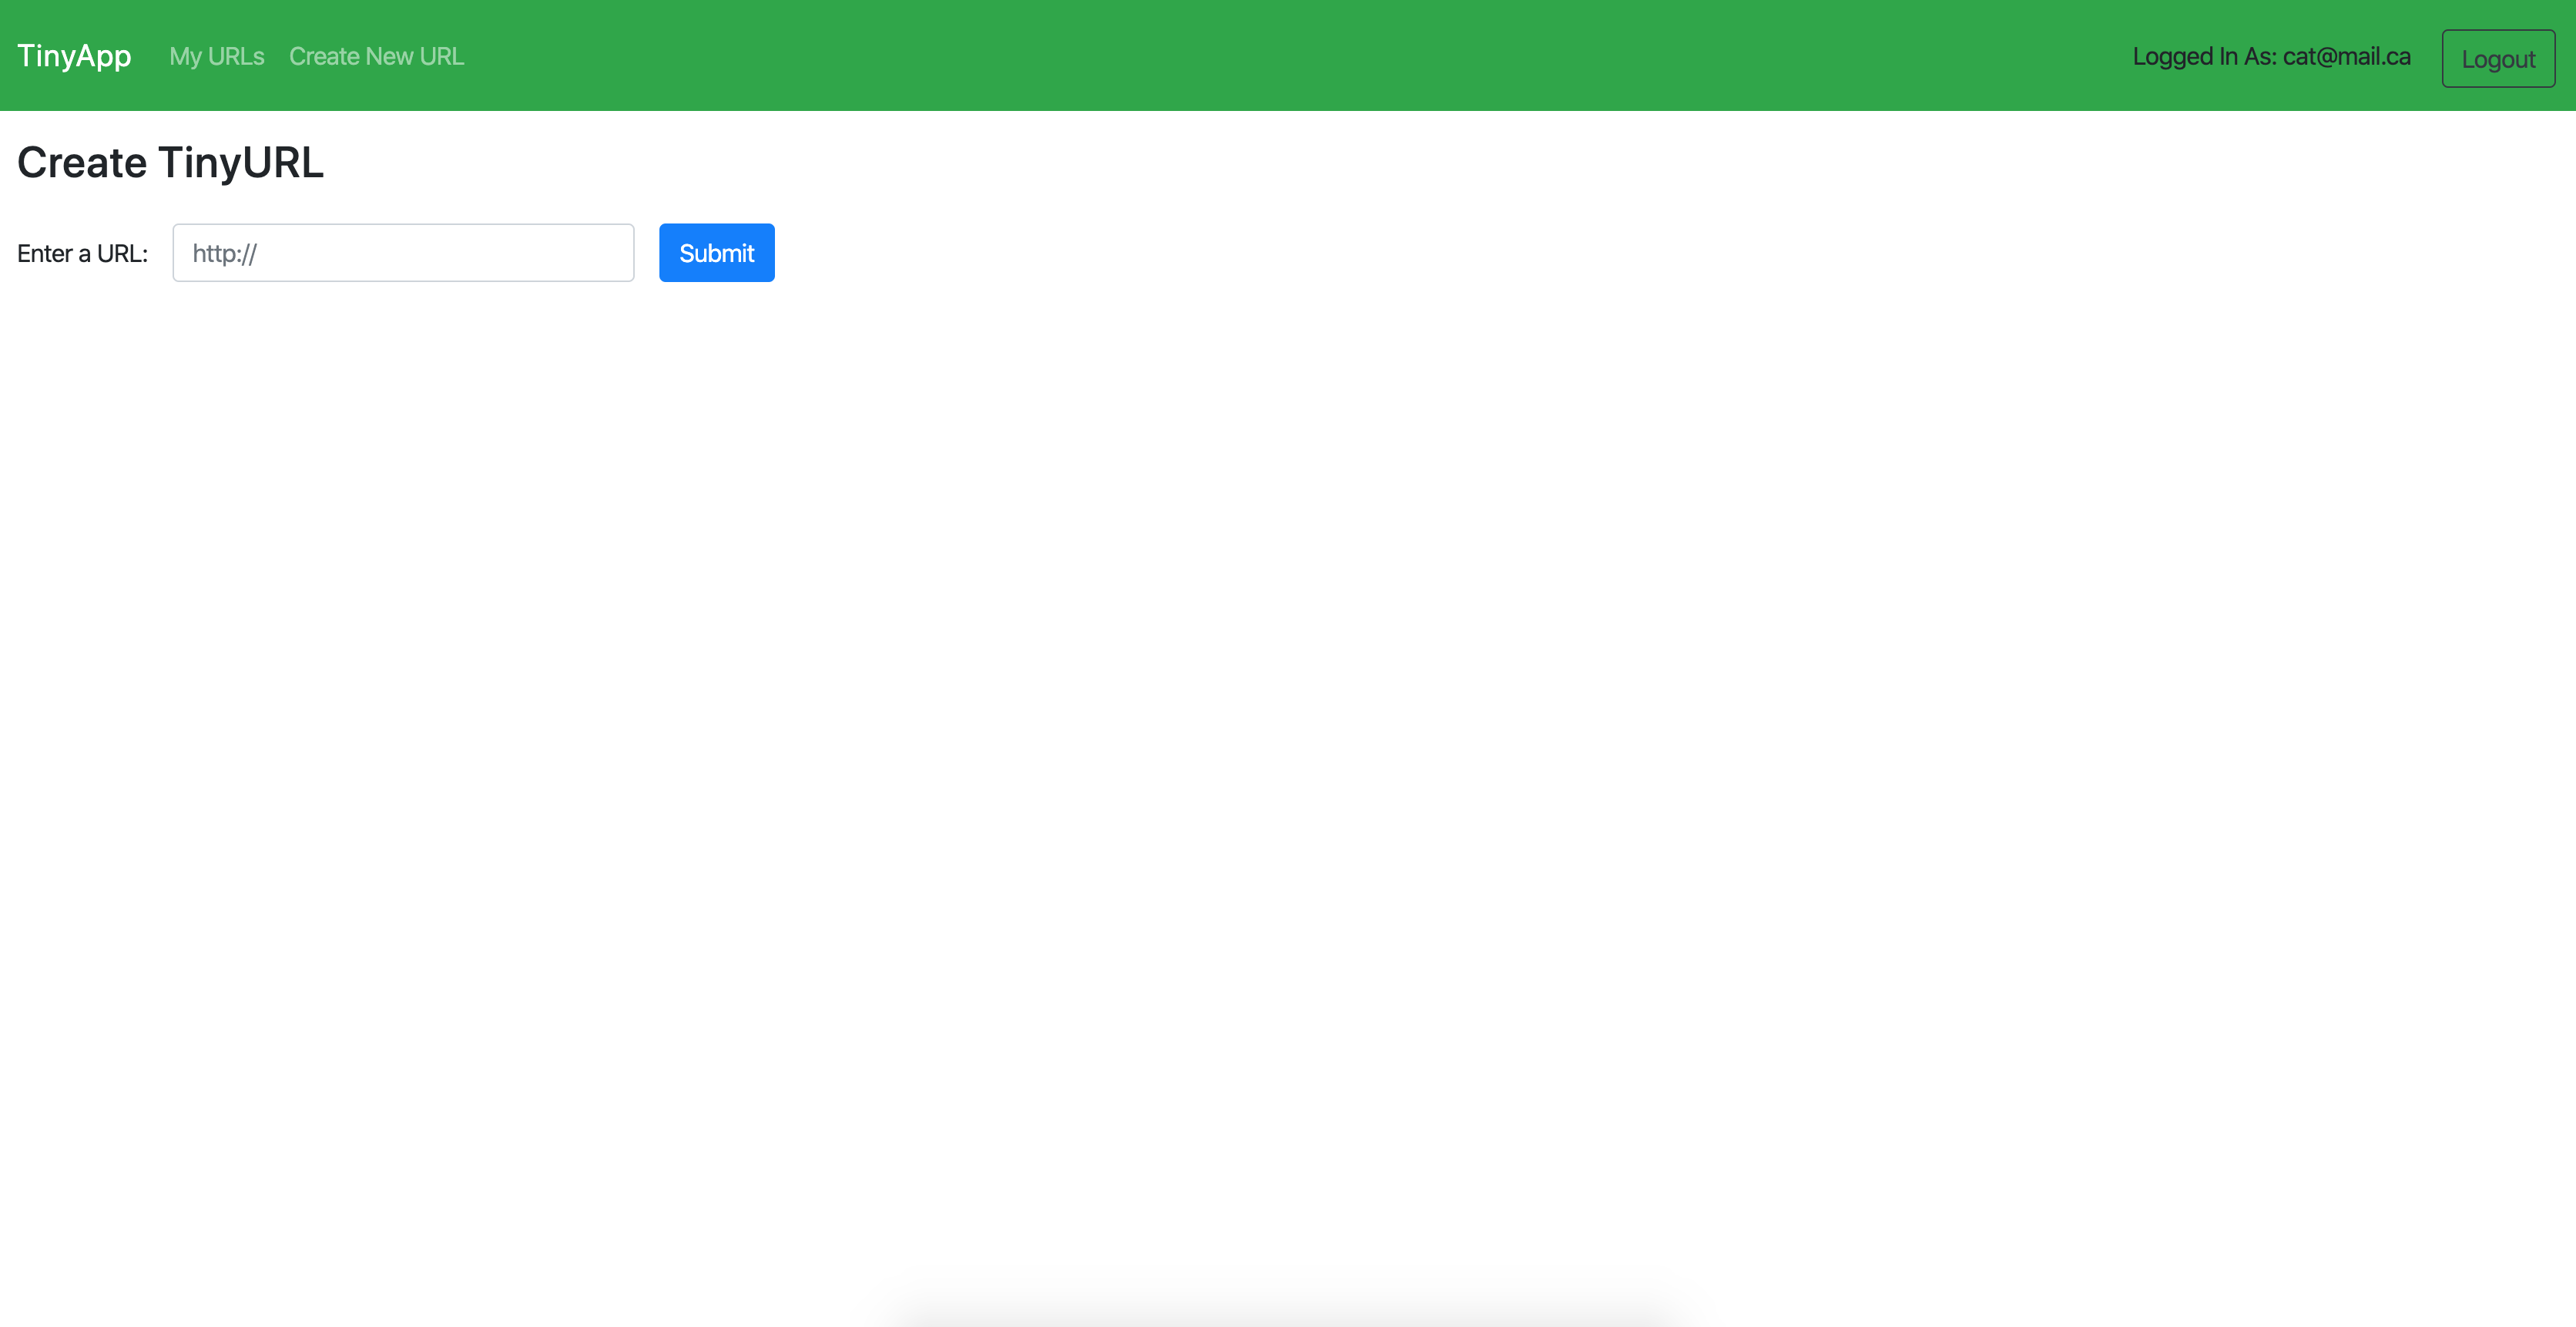 TinyApp My URLs Create New URL Logged In As: cat@mail.ca Logout
Create TinyURL
Enter a URL: http:// Submit